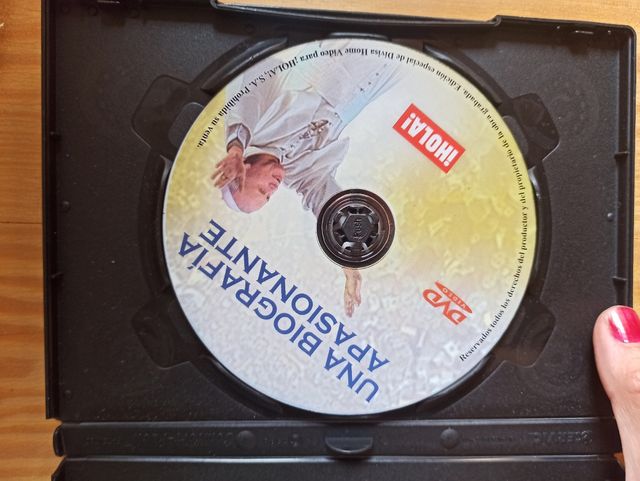 ¡HOLA!
DVD
VIDEO
UNA BIOGRAFÍA
APASIONANTE
Reservados todos los derechos del productor y del propietario de la obra grabada. Edición especial de Divisa Home Video para ¡HOLA!, S.A. Prohibida su venta.